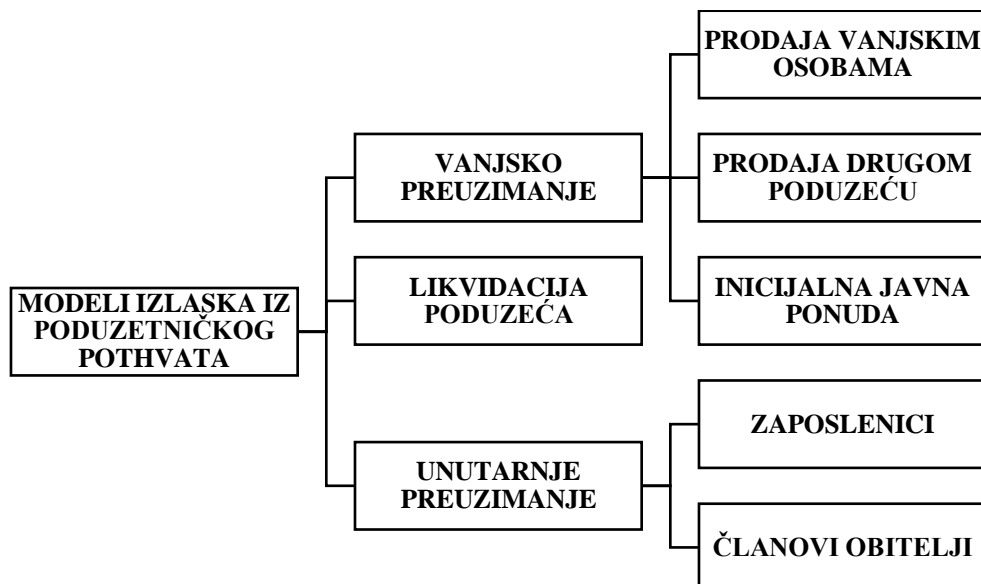 MODELI IZLASKA IZ
PODUZETNIČKOG
POTHVATA
VANJSKO
PREUZIMANJE
PRODAJA VANJSKIM
OSOBAMA
PRODAJA DRUGOM
PODUZEĆU
INICIJALNA JAVNA
PONUDA
LIKVIDACIJA
PODUZEĆA
UNUTARNJE
PREUZIMANJE
ZAPOSLENICI
ČLANOVI OBITELJI